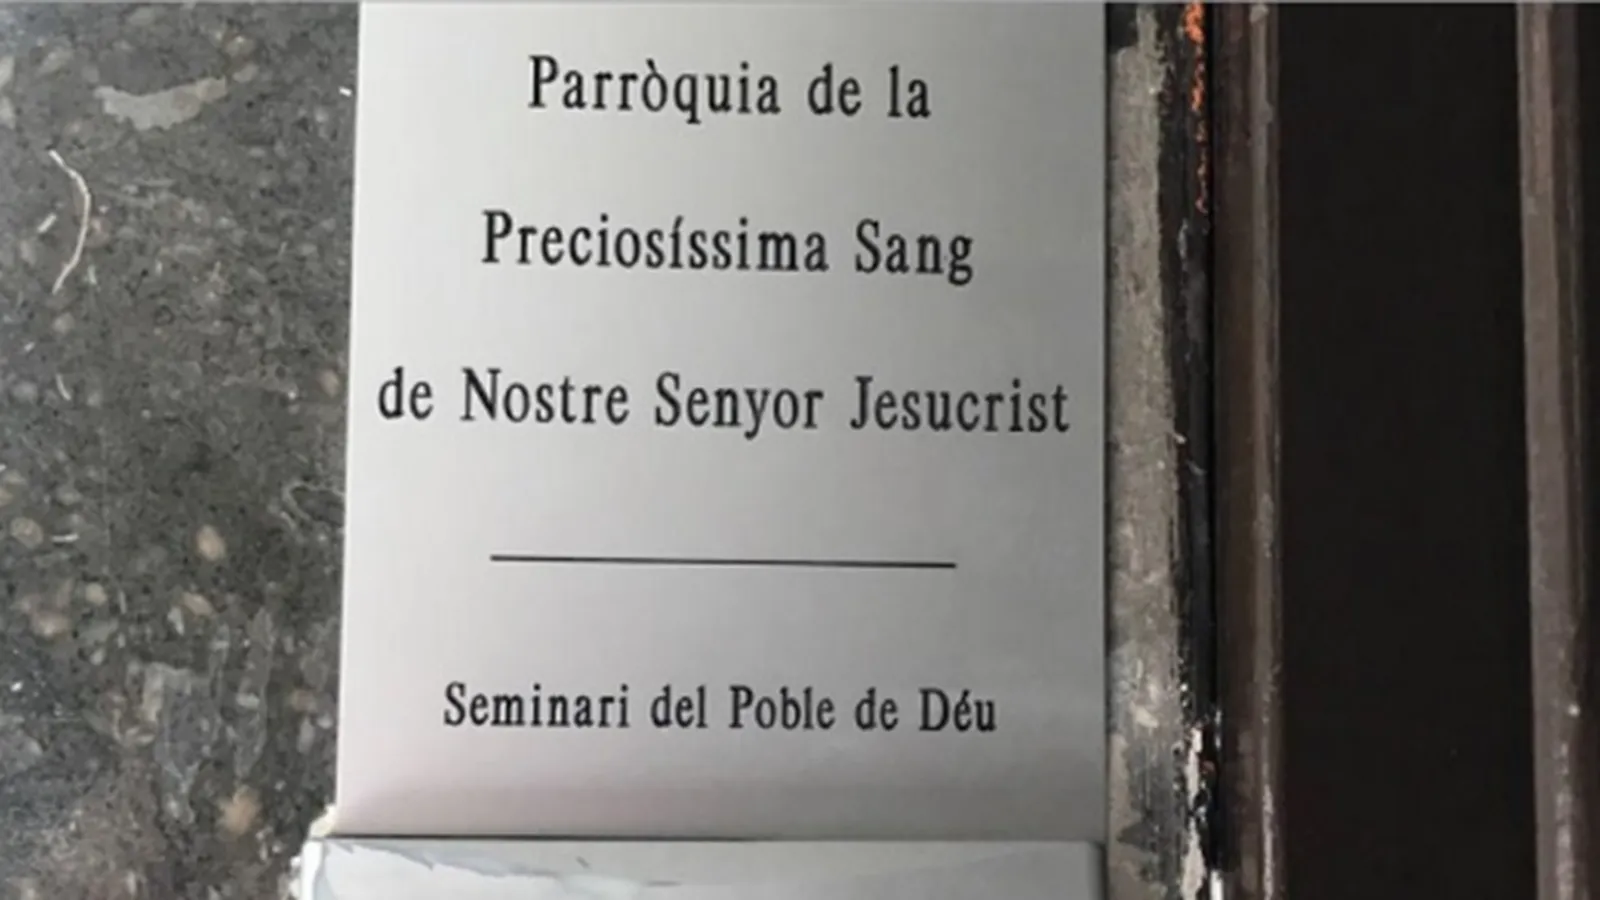 Parròquia de la
Preciosíssima Sang
de Nostre Senyor Jesucrist
Seminari del Poble de Déu